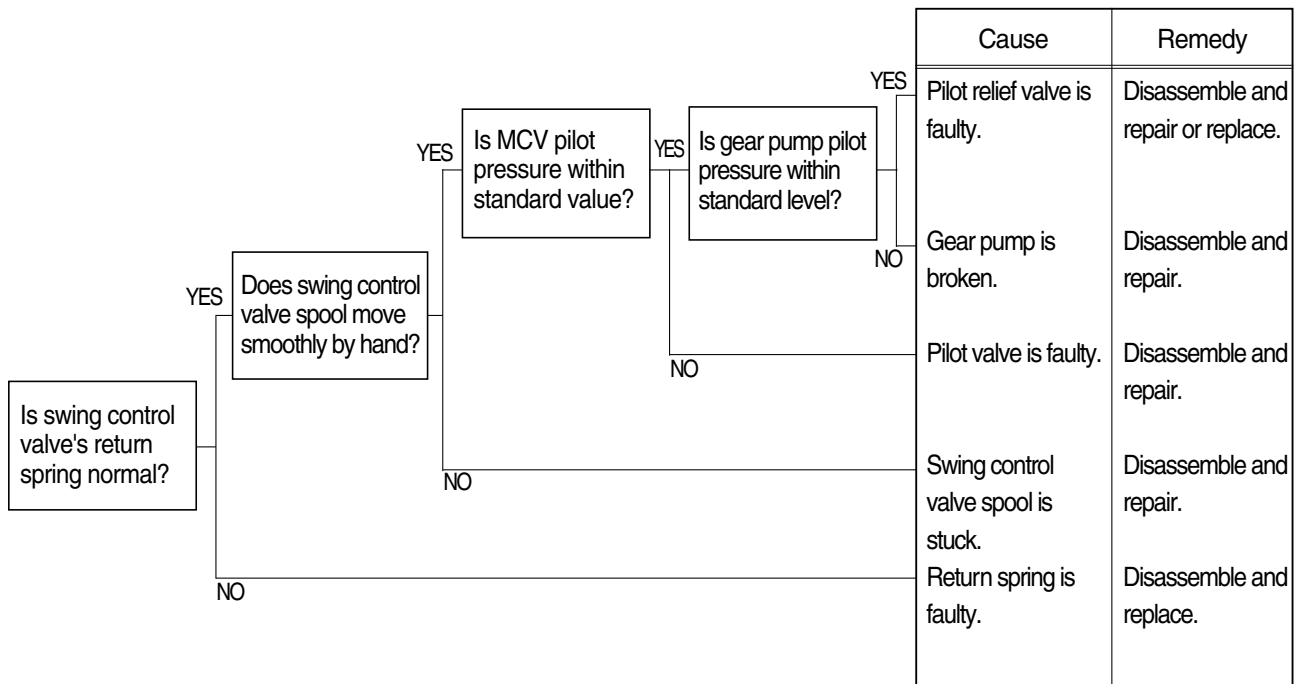 Cause
Remedy
YES
Pilot relief valve is
faulty.
Disassemble and
repair or replace.
YES
Is MCV pilot
pressure within
standard value?
YES
Is gear pump pilot
pressure within
standard level?
NO
Gear pump is
broken.
Disassemble and
repair.
YES
Does swing control
valve spool move
smoothly by hand?
NO
Pilot valve is faulty.
Disassemble and
repair.
Is swing control
valve's return
spring normal?
NO
Swing control
valve spool is
stuck.
Disassemble and
repair.
NO
Return spring is
faulty.
Disassemble and
replace.